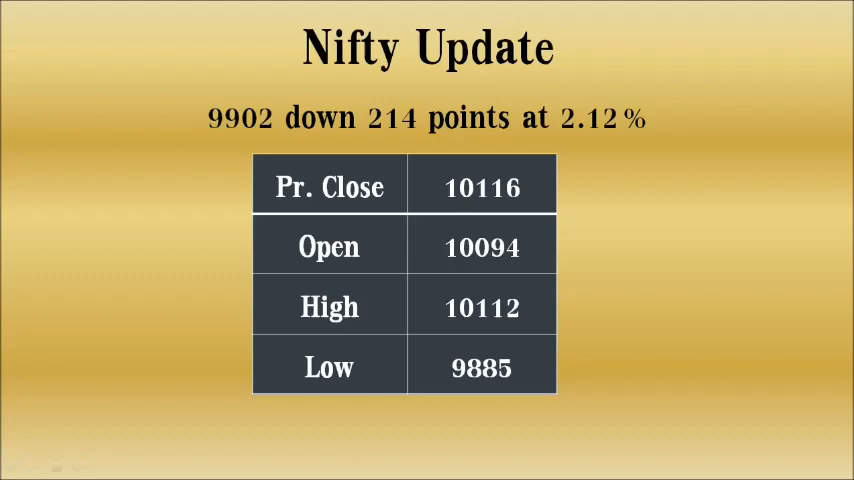 Nifty Update
9902 down 214 points at 2.12%
Pr. Close 10116
Open 10094
High 10112
Low 9885